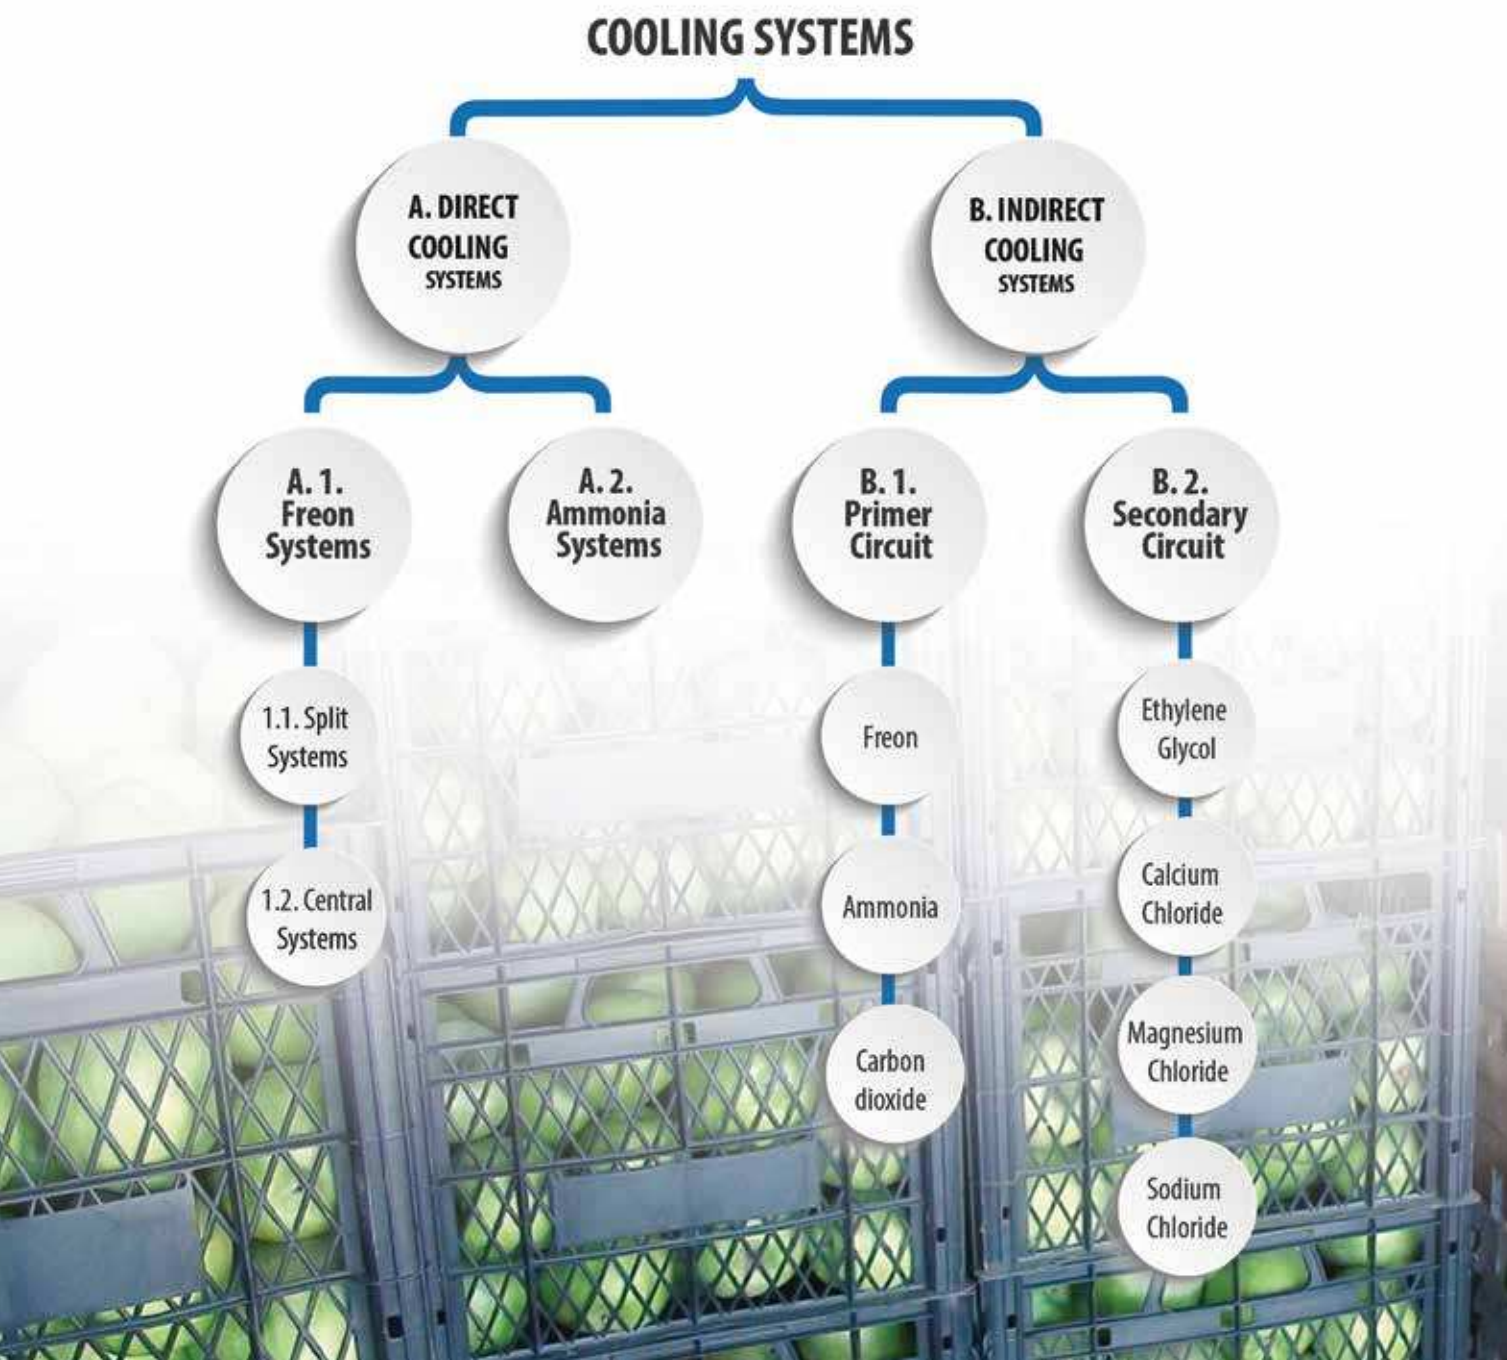 COOLING SYSTEMS
A. DIRECT
COOLING
SYSTEMS
B. INDIRECT
COOLING
SYSTEMS
A. 1.
Freon
Systems
A. 2.
Ammonia
Systems
B. 1.
Primer
Circuit
B. 2.
Secondary
Circuit
1.1. Split
Systems
1.2. Central
Systems
Freon
Ammonia
Carbon
dioxide
Ethylene
Glycol
Calcium
Chloride
Magnesium
Chloride
Sodium
Chloride